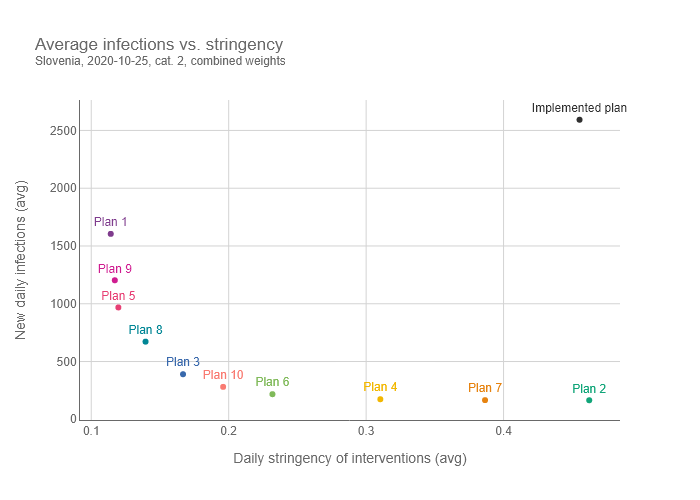 Average infections vs. stringency
Slovenia, 2020-10-25, cat. 2, combined weights
Implemented plan
2500
2000
Plan 1
1500
Plan 9
Plan 5
1000
Plan 8
500
Plan 3
Plan 10
Plan 6
Plan 4
Plan 7
Plan 2
0
0.1
0.2
0.3
0.4
New daily infections (avg)
Daily stringency of interventions (avg)